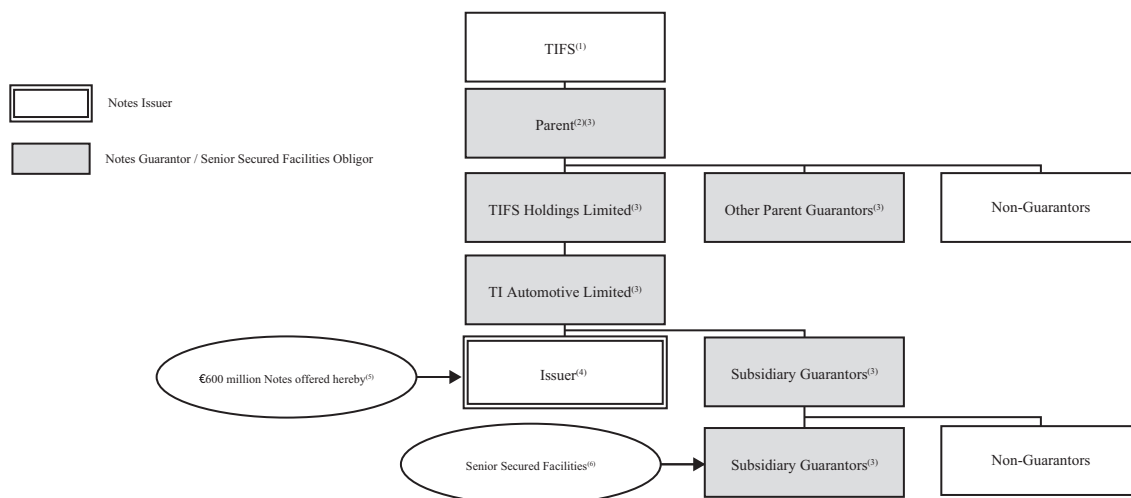 TIFS(1)
Notes Issuer
Parent(2)(3)
Notes Guarantor / Senior Secured Facilities Obligor
TIFS Holdings Limited(3)
Other Parent Guarantors(3)
Non-Guarantors
TI Automotive Limited(3)
€600 million Notes offered hereby(5)
Issuer(4)
Subsidiary Guarantors(3)
Senior Secured Facilities(6)
Subsidiary Guarantors(3)
Non-Guarantors